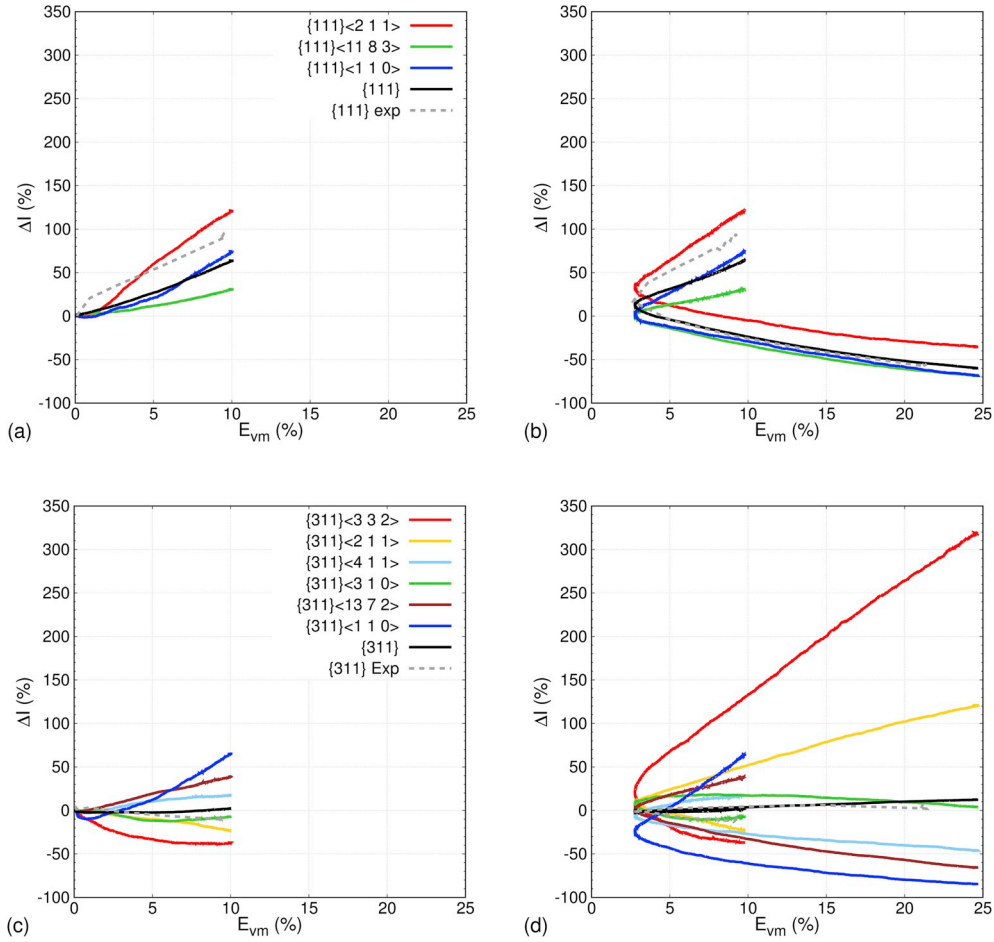 350
300
250
200
150
100
50
0
-50
-100
ΔI (%)
{111}<2 1 1>
{111}<11 8 3>
{111}<1 1 0>
{111}
{111} exp
0 5 10 15 20 25
E_vm (%)
(a)
350
300
250
200
150
100
50
0
-50
-100
ΔI (%)
0 5 10 15 20 25
E_vm (%)
(b)
350
300
250
200
150
100
50
0
-50
-100
ΔI (%)
{311}<3 3 2>
{311}<2 1 1>
{311}<4 1 1>
{311}<3 1 0>
{311}<13 7 2>
{311}<1 1 0>
{311}
{311} Exp
0 5 10 15 20 25
E_vm (%)
(c)
350
300
250
200
150
100
50
0
-50
-100
ΔI (%)
0 5 10 15 20 25
E_vm (%)
(d)